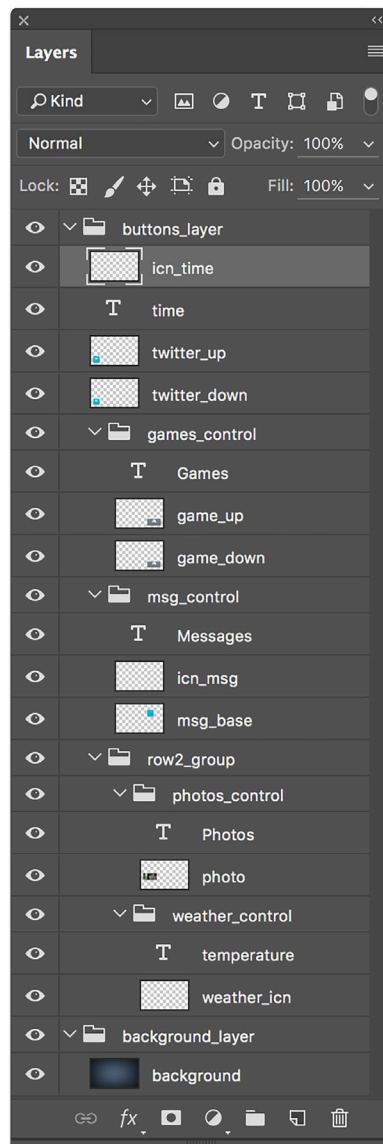 Layers
Kind
Normal Opacity: 100%
Lock: Fill: 100%
buttons_layer
icn_time
T time
twitter_up
twitter_down
games_control
T Games
game_up
game_down
msg_control
T Messages
icn_msg
msg_base
row2_group
photos_control
T Photos
photo
weather_control
T temperature
weather_icn
background_layer
background
fx